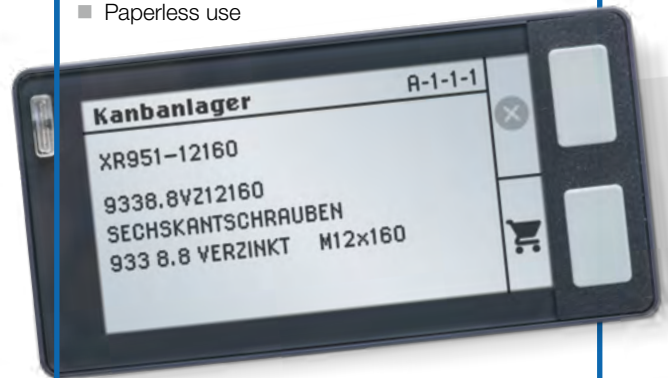 Paperless use
Kanbanlager A-1-1-1
XR951-12160
9338.8VZ12160
SECHSKANTSCHRAUBEN
933 8.8 VERZINKT M12x160